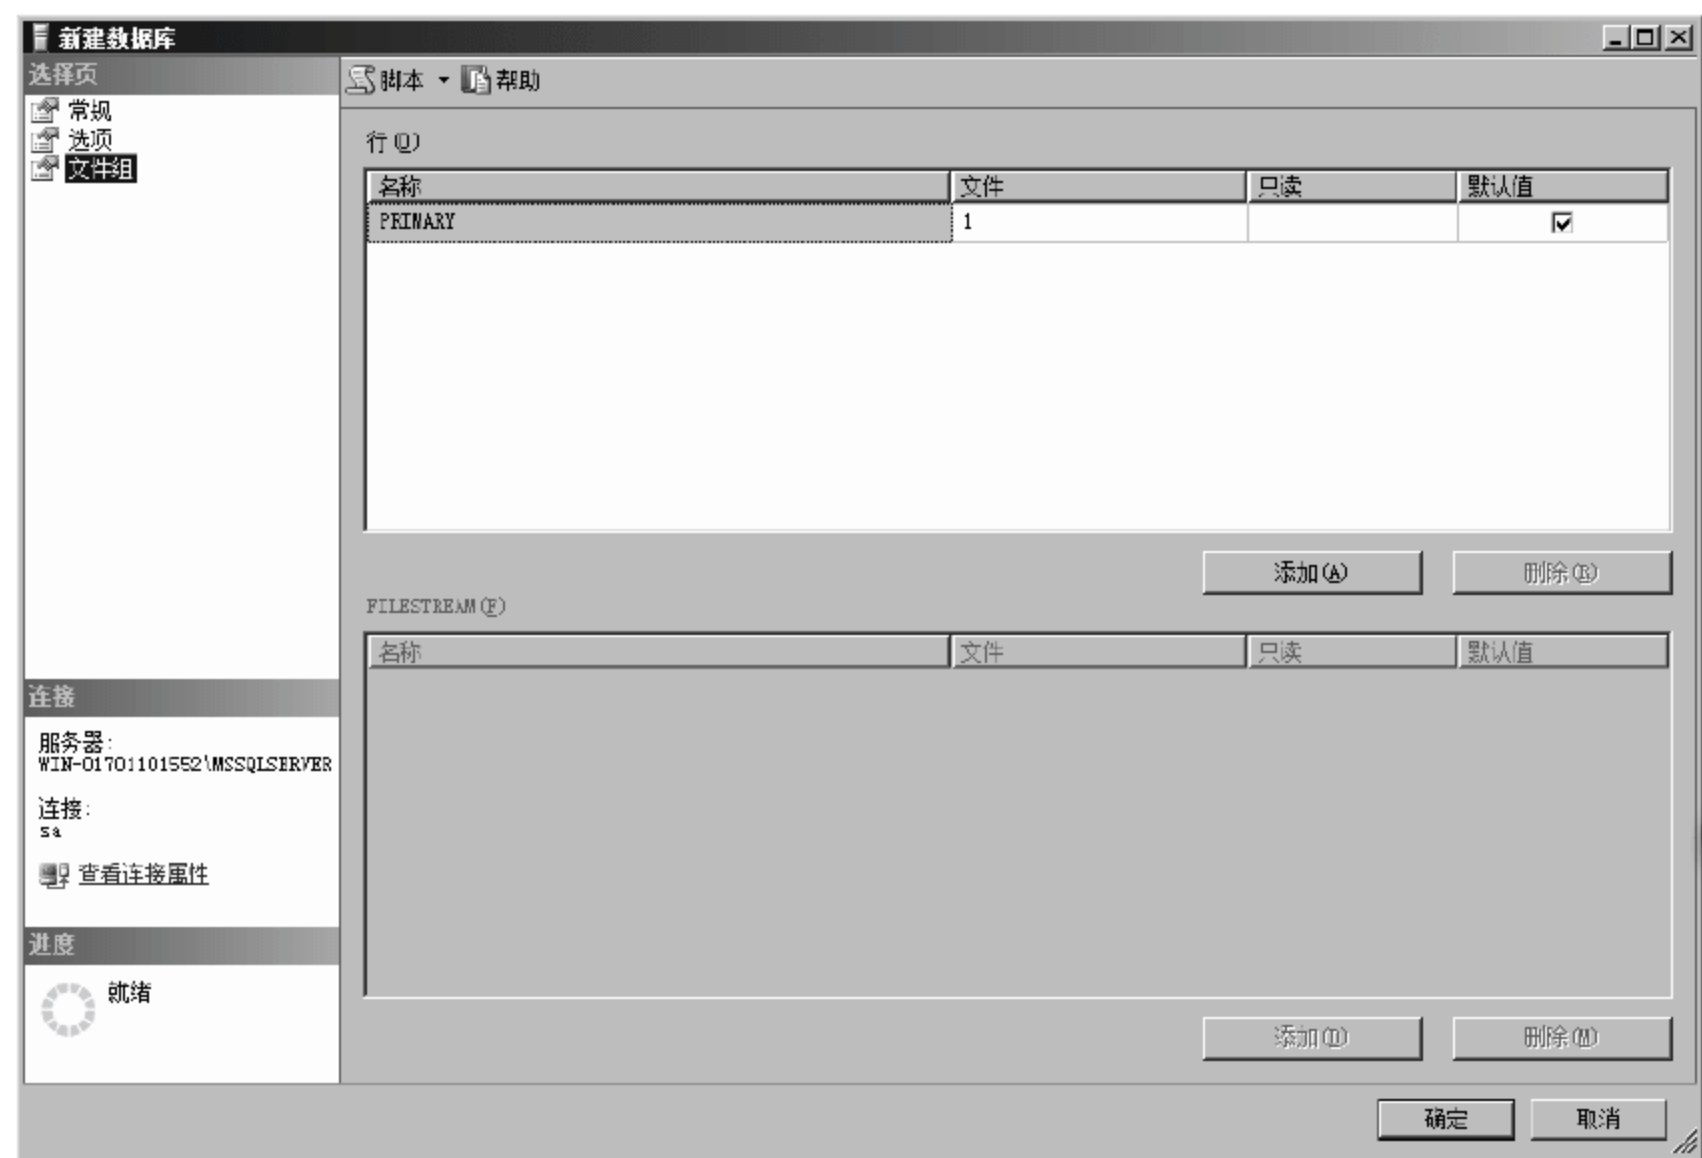 新建数据库
选择页
常规
选项
文件组
脚本 帮助
行(O)
名称 文件 只读 默认值
PRIMARY 1
添加(A) 删除(R)
FILESTREAM(F)
名称 文件 只读 默认值
添加(D) 删除(M)
连接
服务器:
WIN-01701101552\MSSQLSERVER
连接:
sa
查看连接属性
进度
就绪
确定 取消